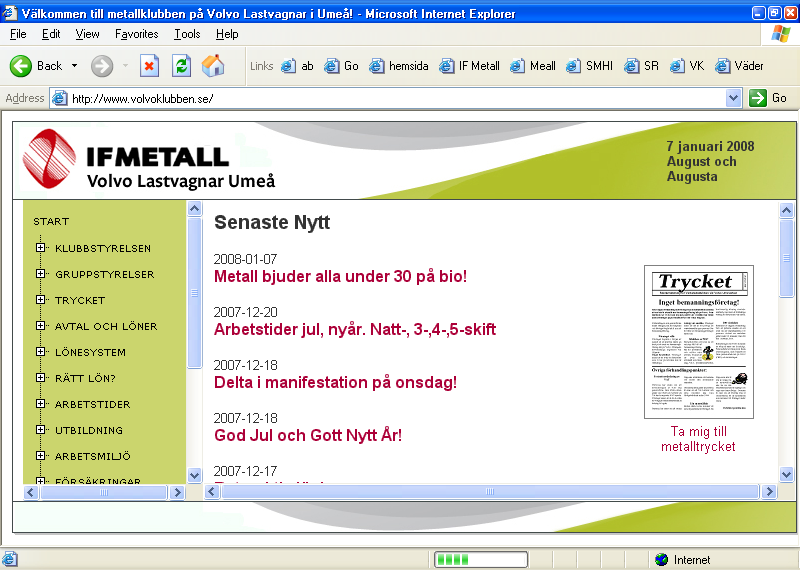 Välkommen till metallklubben på Volvo Lastvagnar i Umeå! - Microsoft Internet Explorer
File Edit View Favorites Tools Help
Back
Links ab Go hemsida IF Metall Meall SMHI SR VK Väder
Address http://www.volvoklubben.se/ Go
IFMETALL
Volvo Lastvagnar Umeå
7 januari 2008
August och
Augusta
START
KLUBBSTYRELSEN
GRUPPSTYRELSER
TRYCKET
AVTAL OCH LÖNER
LÖNESYSTEM
RÄTT LÖN?
ARBETSTIDER
UTBILDNING
ARBETSMILJÖ
FÖRSÄKRINGAR
Senaste Nytt
2008-01-07
Metall bjuder alla under 30 på bio!
2007-12-20
Arbetstider jul, nyår. Natt-, 3-,4-,5-skift
2007-12-18
Delta i manifestation på onsdag!
2007-12-18
God Jul och Gott Nytt År!
2007-12-17
Trycket
Inget bemanningsföretag!
Övriga förhandlingspunkter:
Ta mig till
metalltrycket
Internet